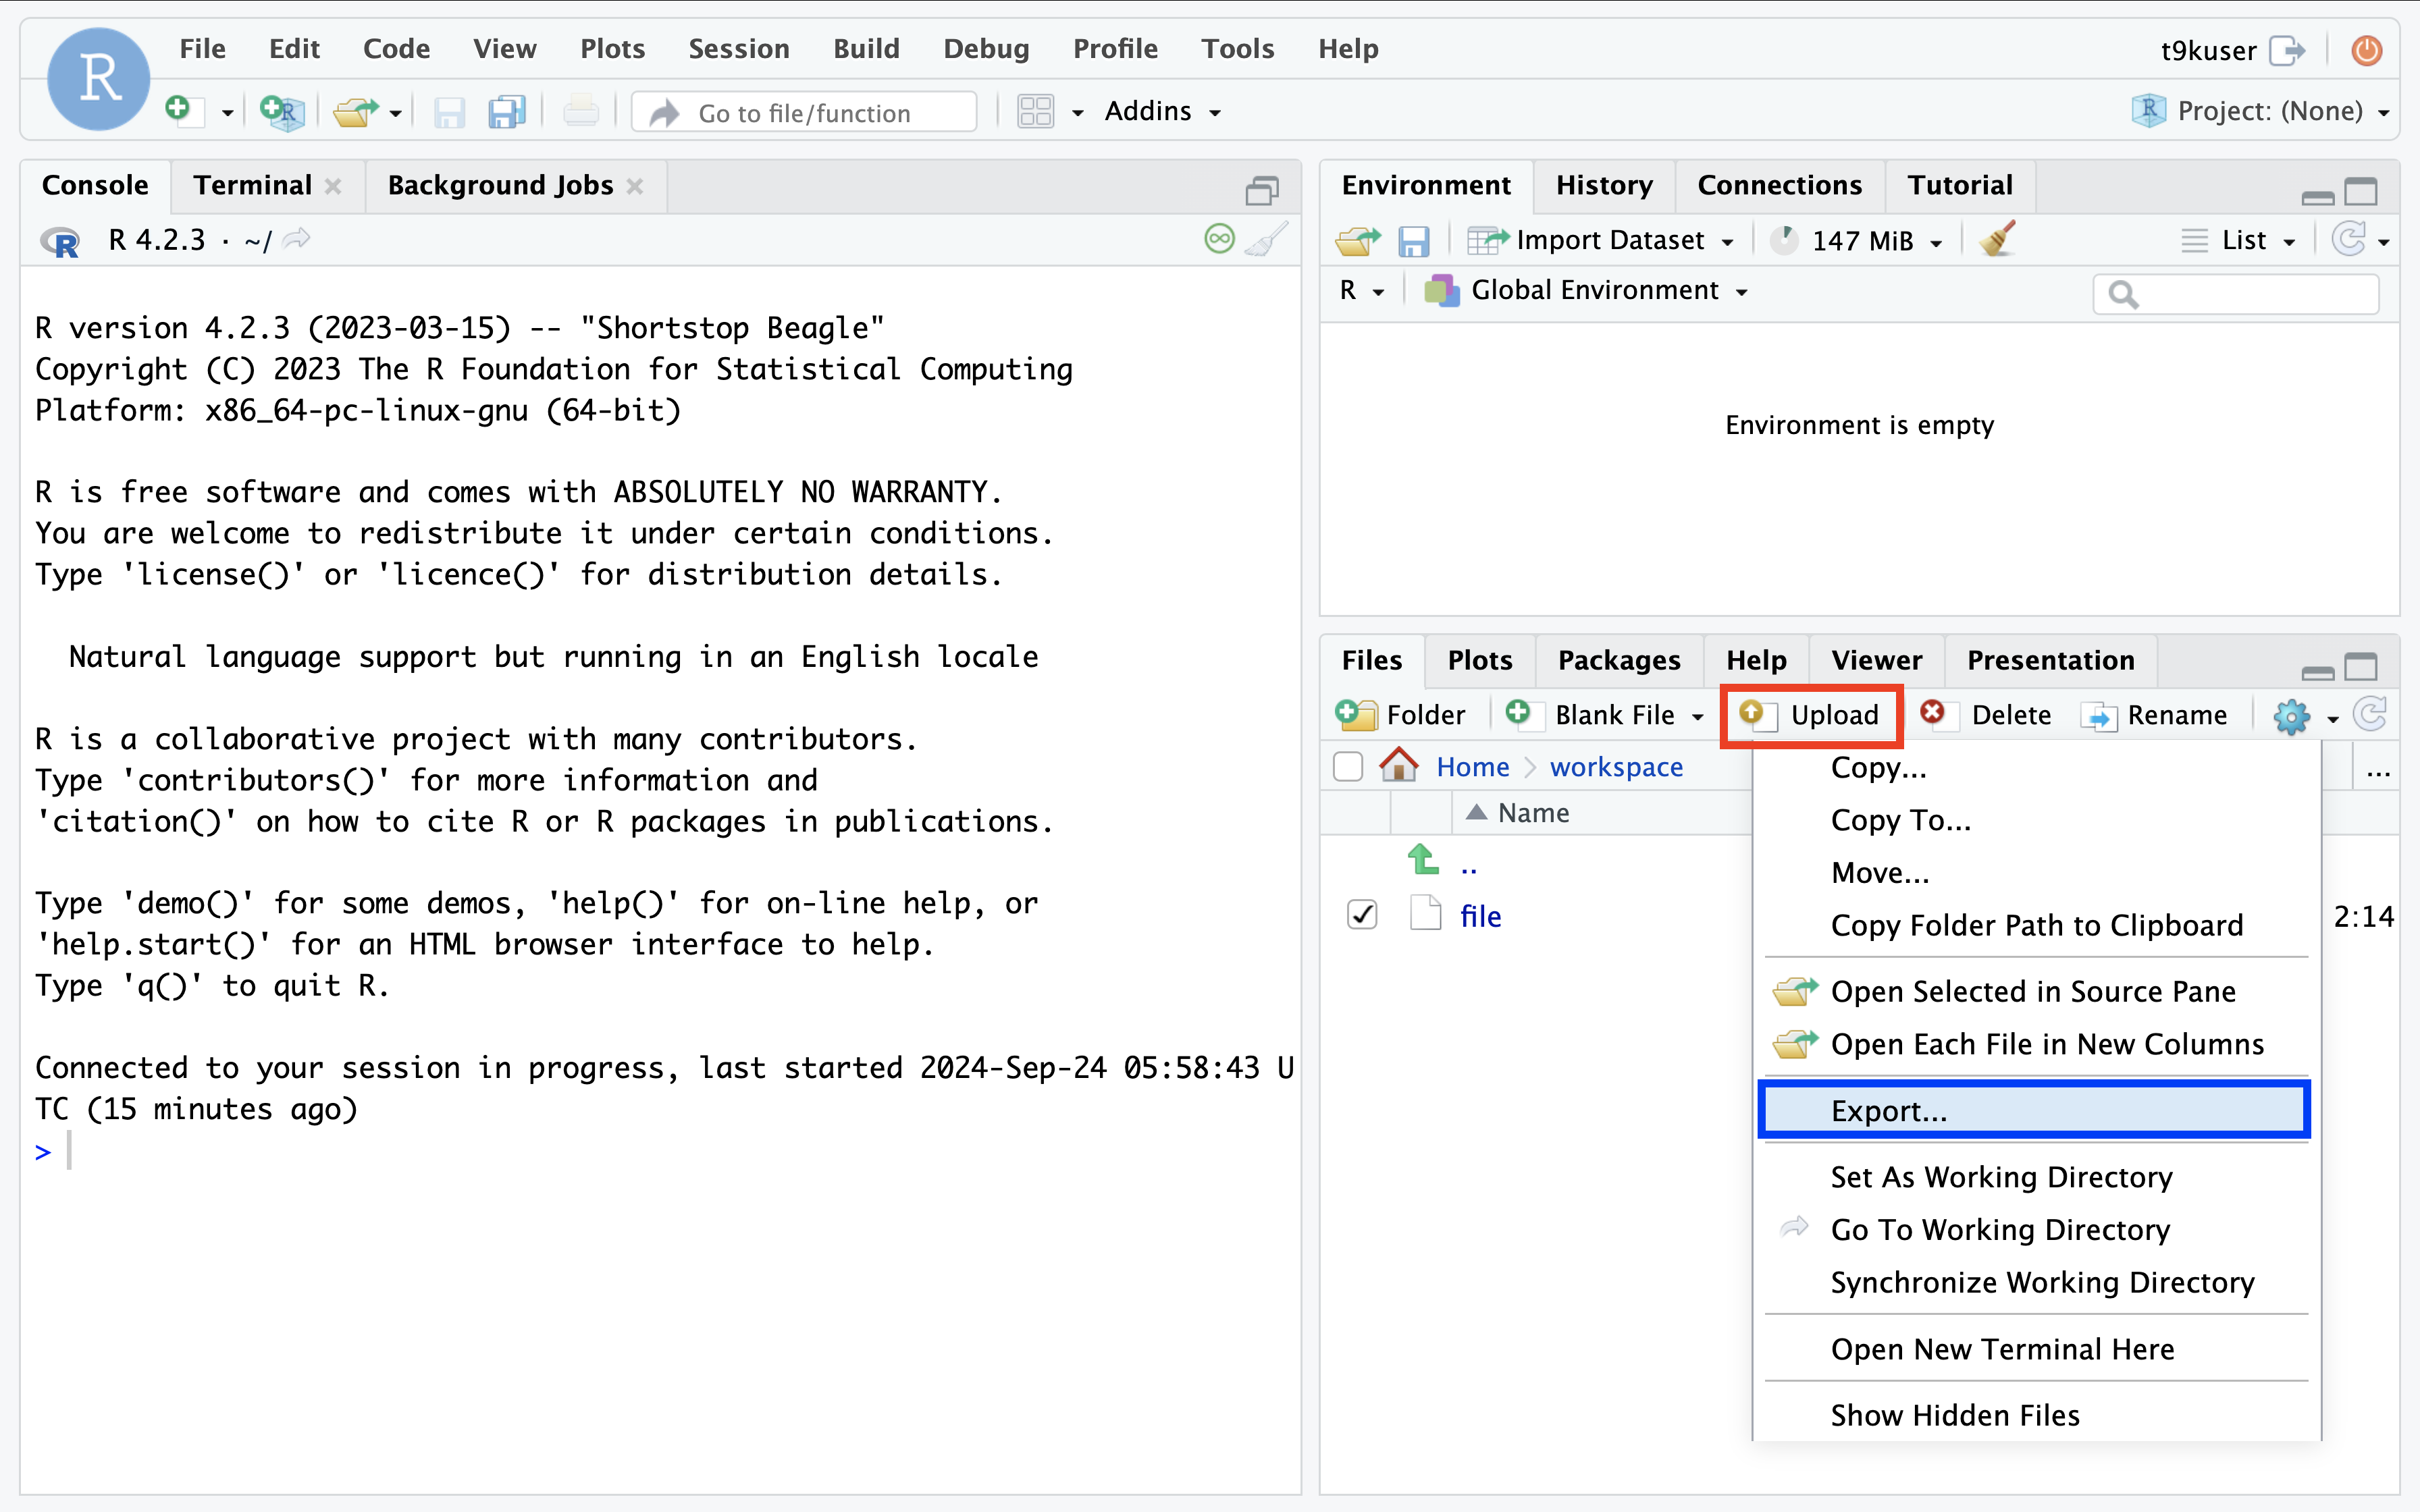 R
File Edit Code View Plots Session Build Debug Profile Tools Help
t9kuser
Go to file/function
Addins
Project: (None)
Console Terminal Background Jobs
R 4.2.3 · ~/
R version 4.2.3 (2023-03-15) -- "Shortstop Beagle"
Copyright (C) 2023 The R Foundation for Statistical Computing
Platform: x86_64-pc-linux-gnu (64-bit)
R is free software and comes with ABSOLUTELY NO WARRANTY.
You are welcome to redistribute it under certain conditions.
Type 'license()' or 'licence()' for distribution details.
Natural language support but running in an English locale
R is a collaborative project with many contributors.
Type 'contributors()' for more information and
'citation()' on how to cite R or R packages in publications.
Type 'demo()' for some demos, 'help()' for on-line help, or
'help.start()' for an HTML browser interface to help.
Type 'q()' to quit R.
Connected to your session in progress, last started 2024-Sep-24 05:58:43 U
TC (15 minutes ago)
>
Environment History Connections Tutorial
Import Dataset 147 MiB List
R Global Environment
Environment is empty
Files Plots Packages Help Viewer Presentation
Folder Blank File Upload Delete Rename
Home workspace ...
Name
..
file 2:14
Copy...
Copy To...
Move...
Copy Folder Path to Clipboard
Open Selected in Source Pane
Open Each File in New Columns
Export...
Set As Working Directory
Go To Working Directory
Synchronize Working Directory
Open New Terminal Here
Show Hidden Files